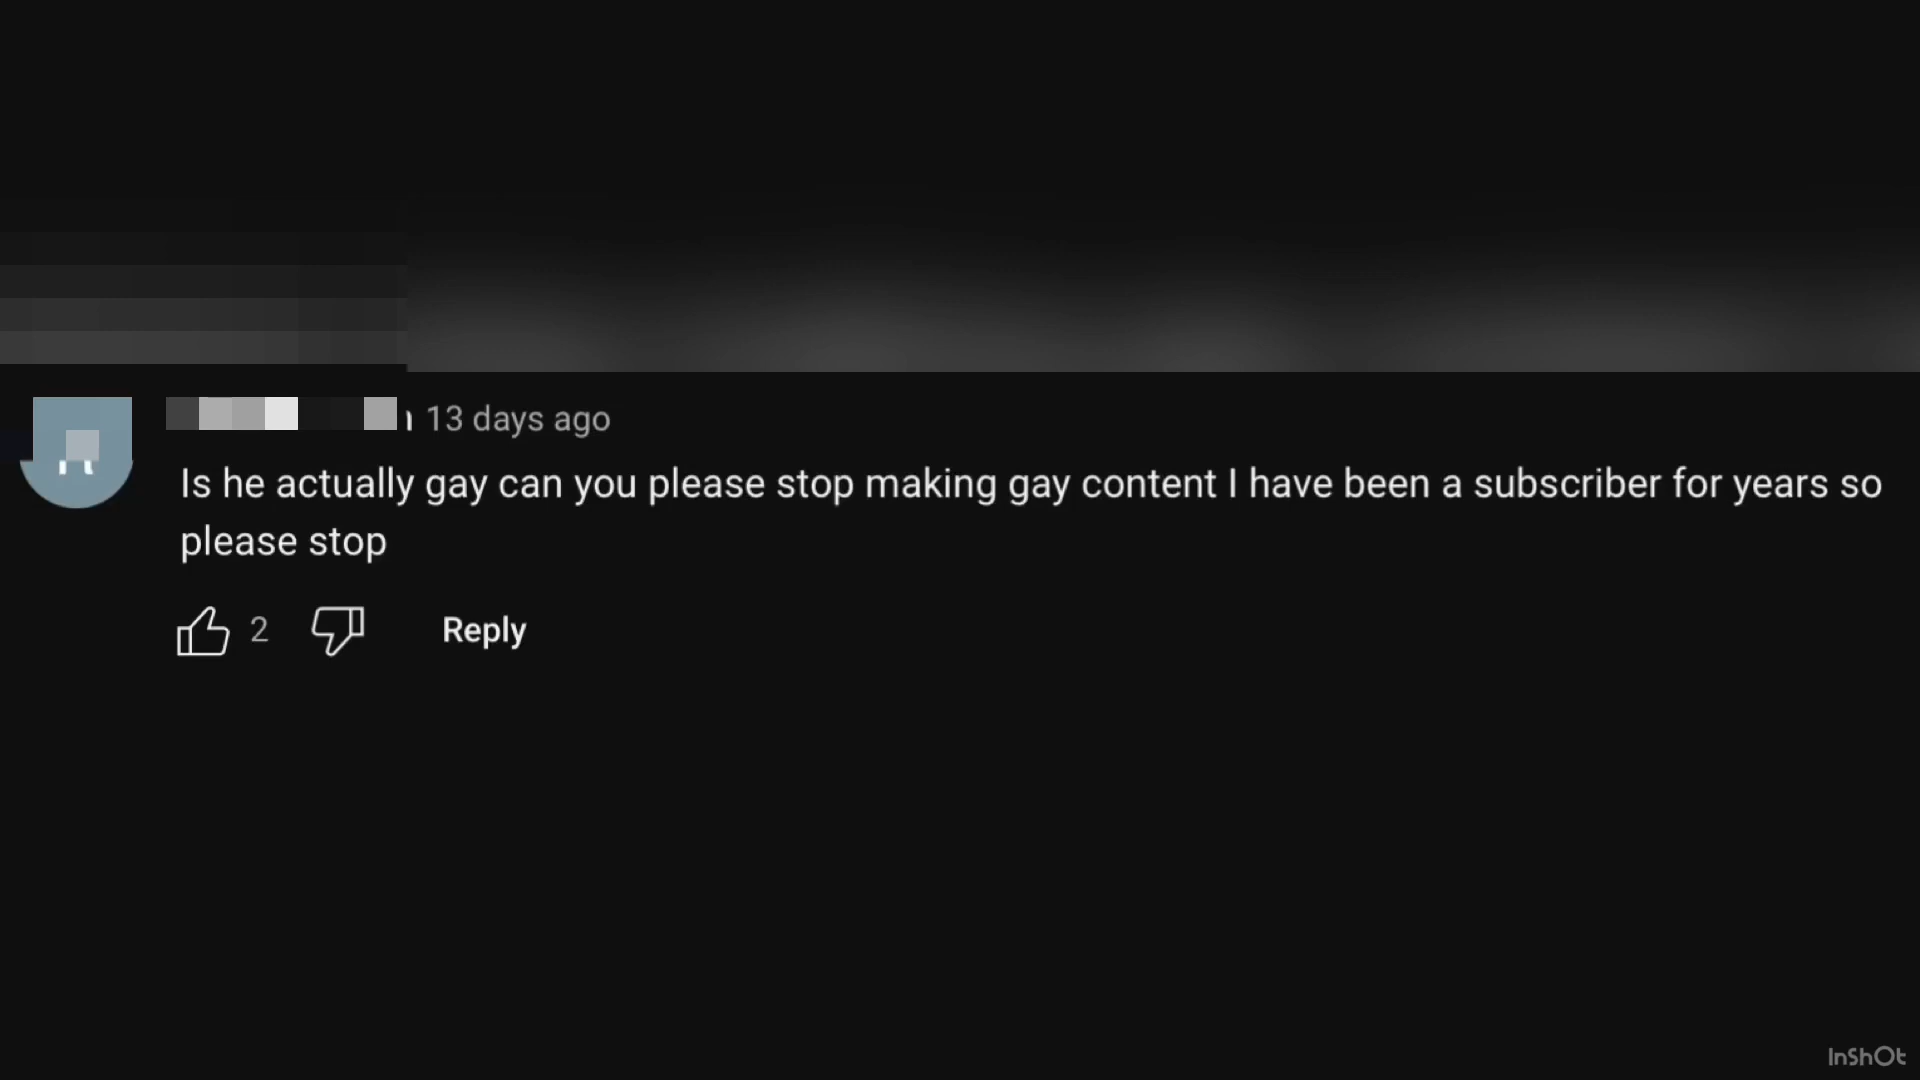 13 days ago
Is he actually gay can you please stop making gay content I have been a subscriber for years so
please stop
2
Reply
InShOt